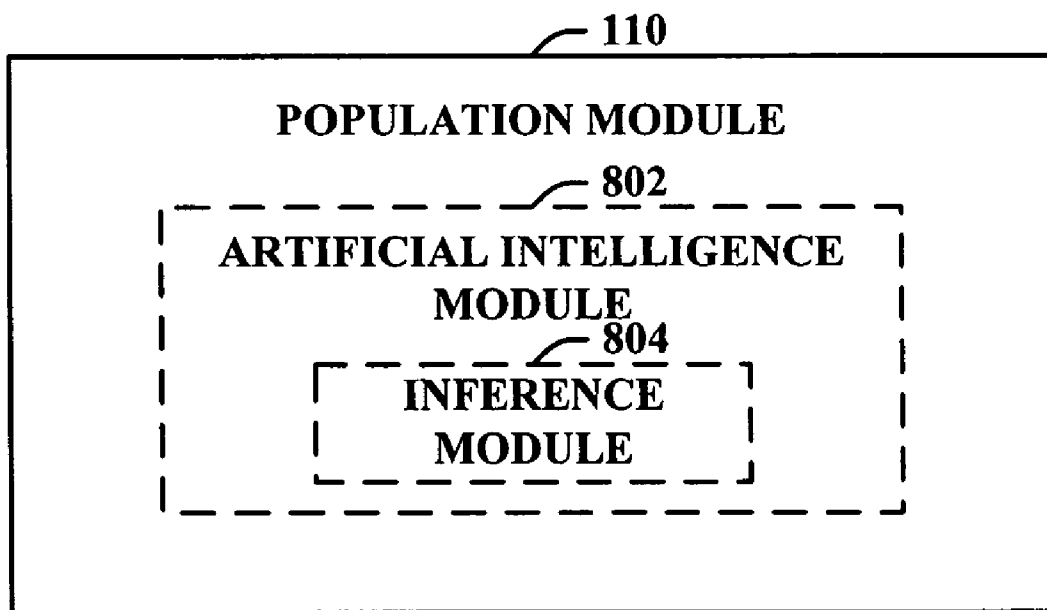 110
POPULATION MODULE
802
ARTIFICIAL INTELLIGENCE
MODULE
804
INFERENCE
MODULE